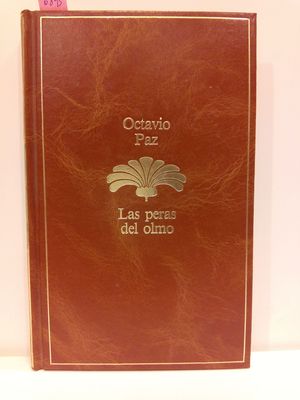 Octavio
Paz
Las peras
del olmo